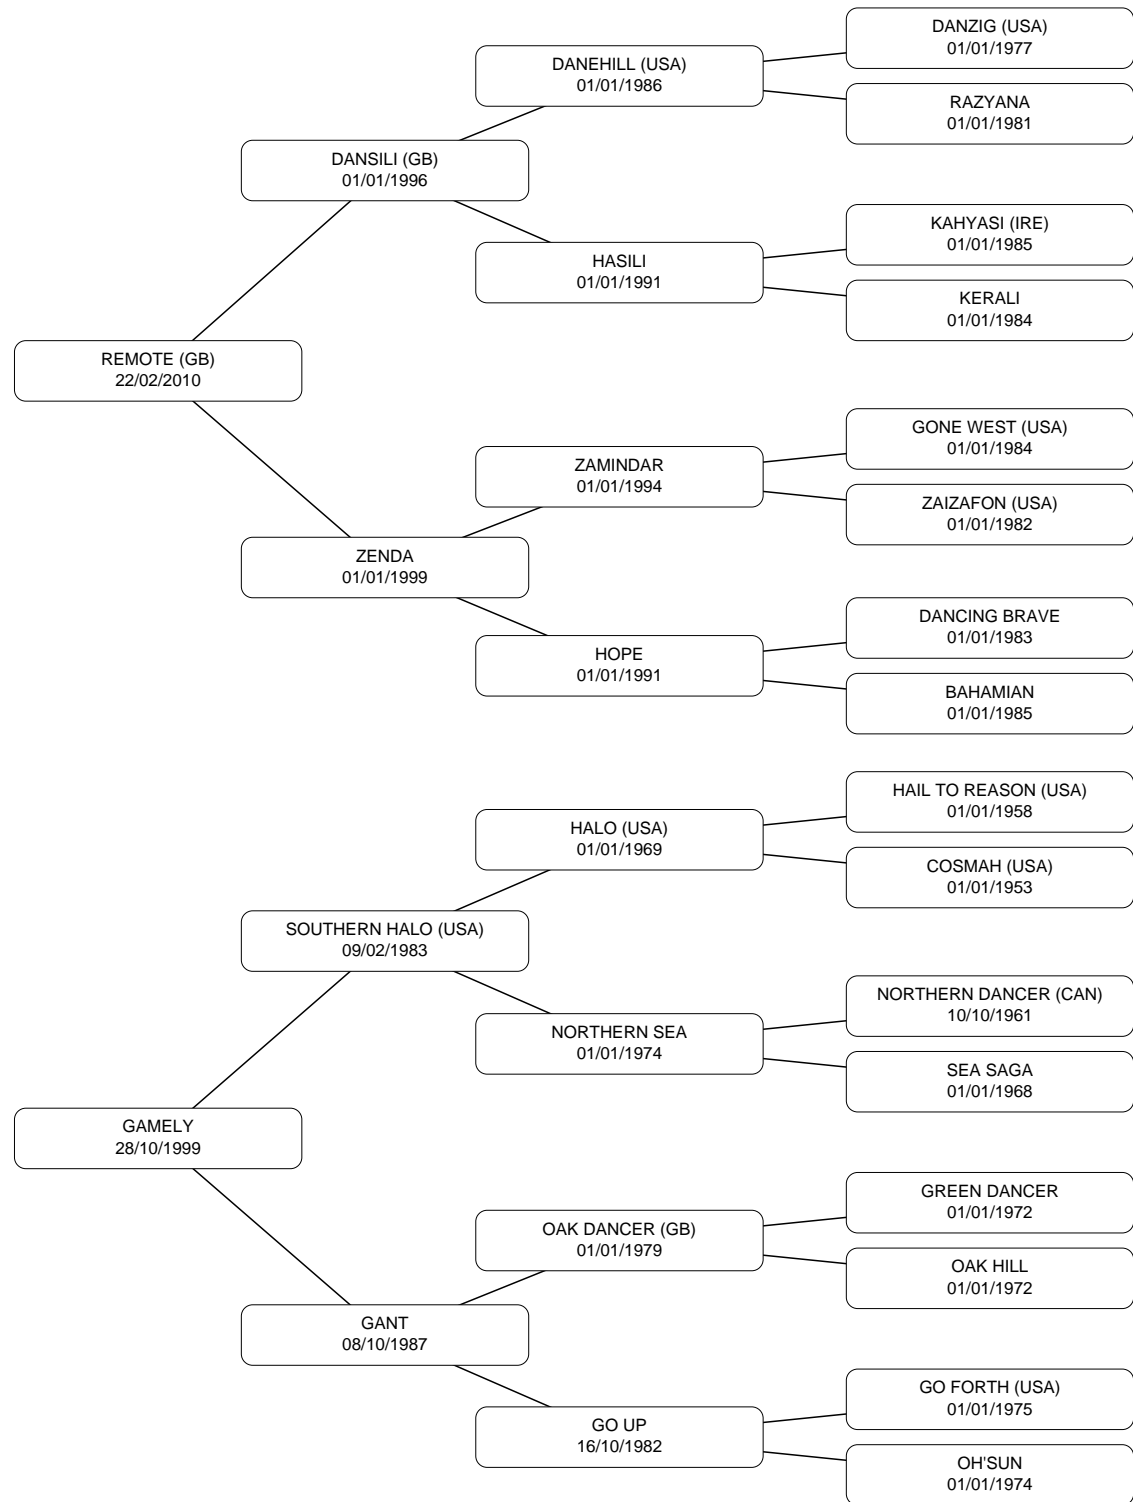 DANZIG (USA)
01/01/1977
DANEHILL (USA)
01/01/1986
RAZYANA
01/01/1981
DANSILI (GB)
01/01/1996
KAHYASI (IRE)
01/01/1985
HASILI
01/01/1991
KERALI
01/01/1984
REMOTE (GB)
22/02/2010
GONE WEST (USA)
01/01/1984
ZAMINDAR
01/01/1994
ZAIZAFON (USA)
01/01/1982
ZENDA
01/01/1999
DANCING BRAVE
01/01/1983
HOPE
01/01/1991
BAHAMIAN
01/01/1985
HAIL TO REASON (USA)
01/01/1958
HALO (USA)
01/01/1969
COSMAH (USA)
01/01/1953
SOUTHERN HALO (USA)
09/02/1983
NORTHERN DANCER (CAN)
10/10/1961
NORTHERN SEA
01/01/1974
SEA SAGA
01/01/1968
GAMELY
28/10/1999
GREEN DANCER
01/01/1972
OAK DANCER (GB)
01/01/1979
OAK HILL
01/01/1972
GANT
08/10/1987
GO FORTH (USA)
01/01/1975
GO UP
16/10/1982
OH'SUN
01/01/1974